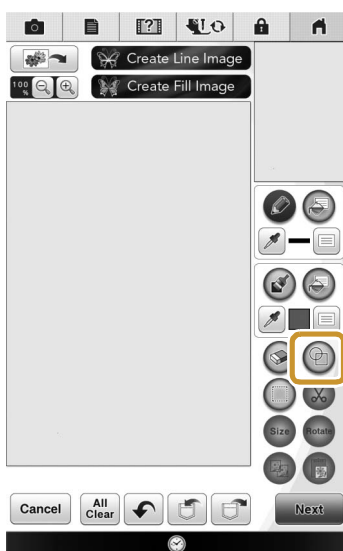 Create Line Image
100
%
Create Fill Image
Size
Rotate
Cancel
All
Clear
Next